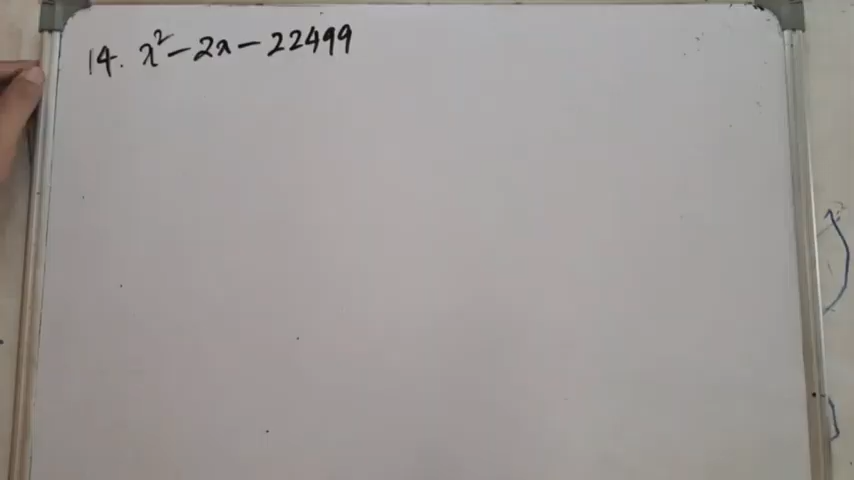 14. x² - 2x - 22499